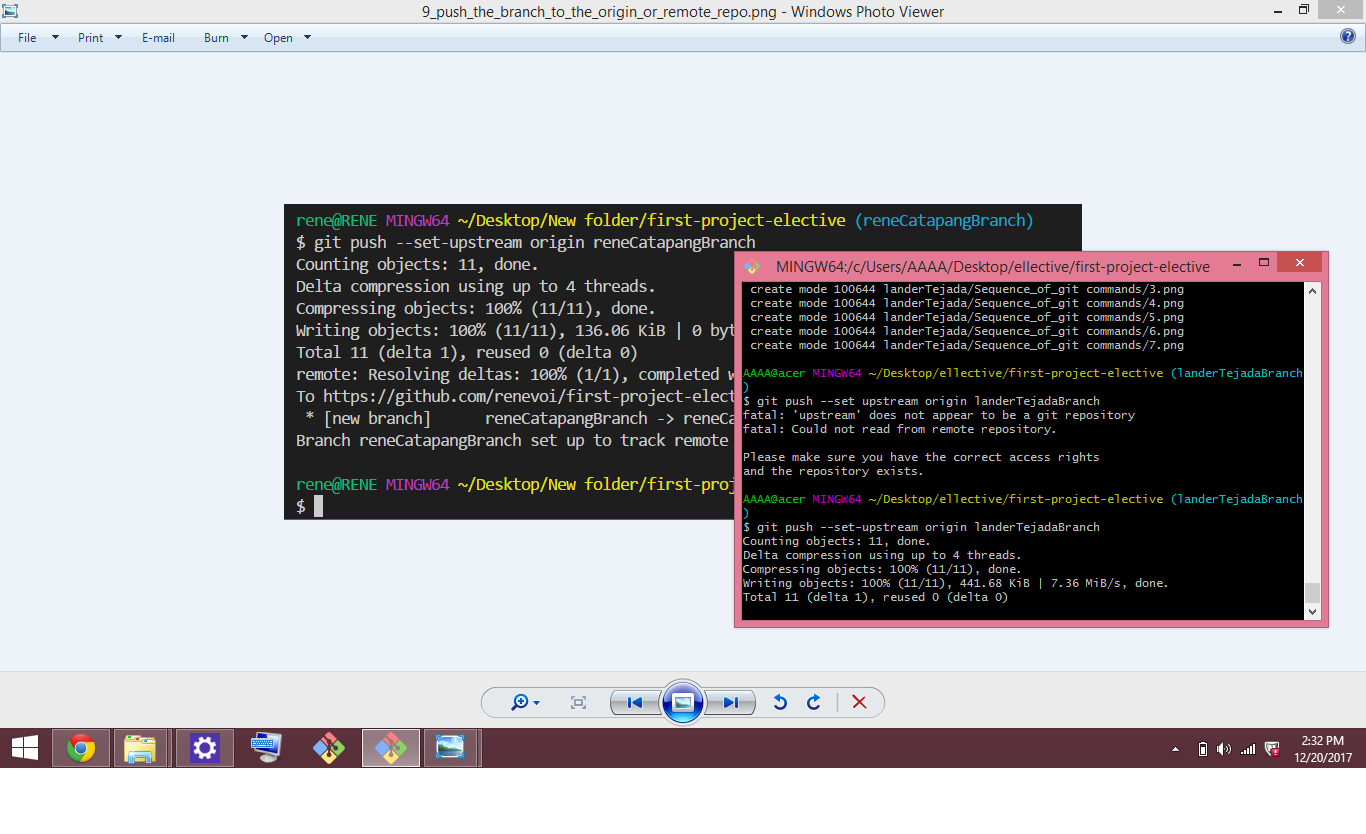 9_push_the_branch_to_the_origin_or_remote_repo.png - Windows Photo Viewer
File Print E-mail Burn Open
rene@RENE MINGW64 ~/Desktop/New folder/first-project-elective (reneCatapangBranch)
$ git push --set-upstream origin reneCatapangBranch
Counting objects: 11, done.
Delta compression using up to 4 threads.
Compressing objects: 100% (11/11), done.
Writing objects: 100% (11/11), 136.06 KiB | 0 byt
Total 11 (delta 1), reused 0 (delta 0)
remote: Resolving deltas: 100% (1/1), completed w
To https://github.com/renevoi/first-project-elect
* [new branch] reneCatapangBranch -> reneCa
Branch reneCatapangBranch set up to track remote
rene@RENE MINGW64 ~/Desktop/New folder/first-proj
$
MINGW64:/c/Users/AAAA/Desktop/ellective/first-project-elective
create mode 100644 landerTejada/Sequence_of_git commands/3.png
create mode 100644 landerTejada/Sequence_of_git commands/4.png
create mode 100644 landerTejada/Sequence_of_git commands/5.png
create mode 100644 landerTejada/Sequence_of_git commands/6.png
create mode 100644 landerTejada/Sequence_of_git commands/7.png
AAAA@acer MINGW64 ~/Desktop/ellective/first-project-elective (landerTejadaBranch
)
$ git push --set upstream origin landerTejadaBranch
fatal: 'upstream' does not appear to be a git repository
fatal: Could not read from remote repository.
Please make sure you have the correct access rights
and the repository exists.
AAAA@acer MINGW64 ~/Desktop/ellective/first-project-elective (landerTejadaBranch
)
$ git push --set-upstream origin landerTejadaBranch
Counting objects: 11, done.
Delta compression using up to 4 threads.
Compressing objects: 100% (11/11), done.
Writing objects: 100% (11/11), 441.68 KiB | 7.36 MiB/s, done.
Total 11 (delta 1), reused 0 (delta 0)
2:32 PM
12/20/2017